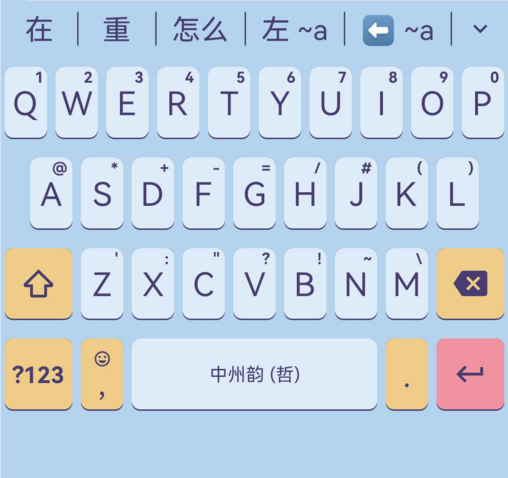 在 重 怎么 左 ~a ⬅️ ~a
1 2 3 4 5 6 7 8 9 0
Q W E R T Y U I O P
@ * + - = / # ( )
A S D F G H J K L
' : " ? ! ~ \
Z X C V B N M
?123 , 中州韵 (哲) .